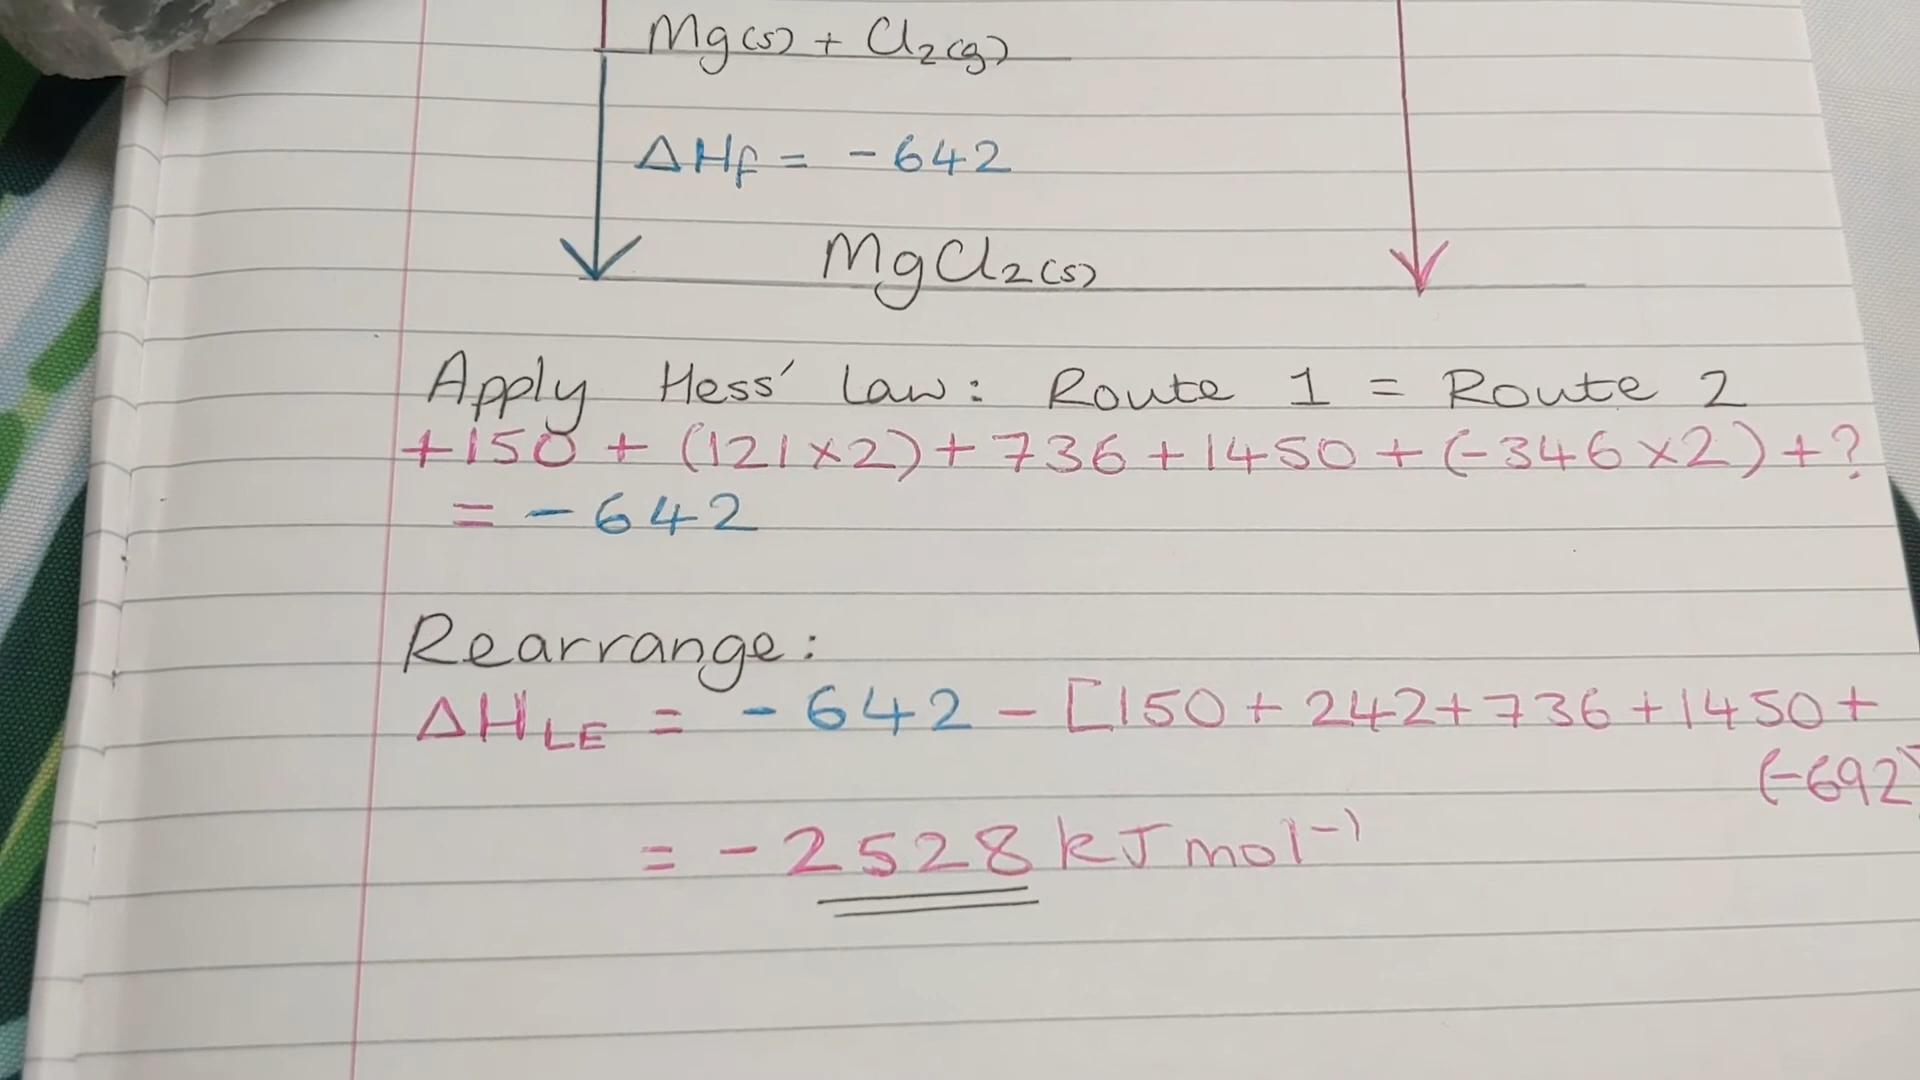 Mg(s) + Cl₂(g)
ΔHf = -642
MgCl₂(s)
Apply Hess' Law: Route 1 = Route 2
+150 + (121×2) + 736 + 1450 + (-346×2) + ?
= -642
Rearrange:
ΔH_LE = -642 - [150 + 242 + 736 + 1450 +
(-692)
= -2528 kJ mol⁻¹